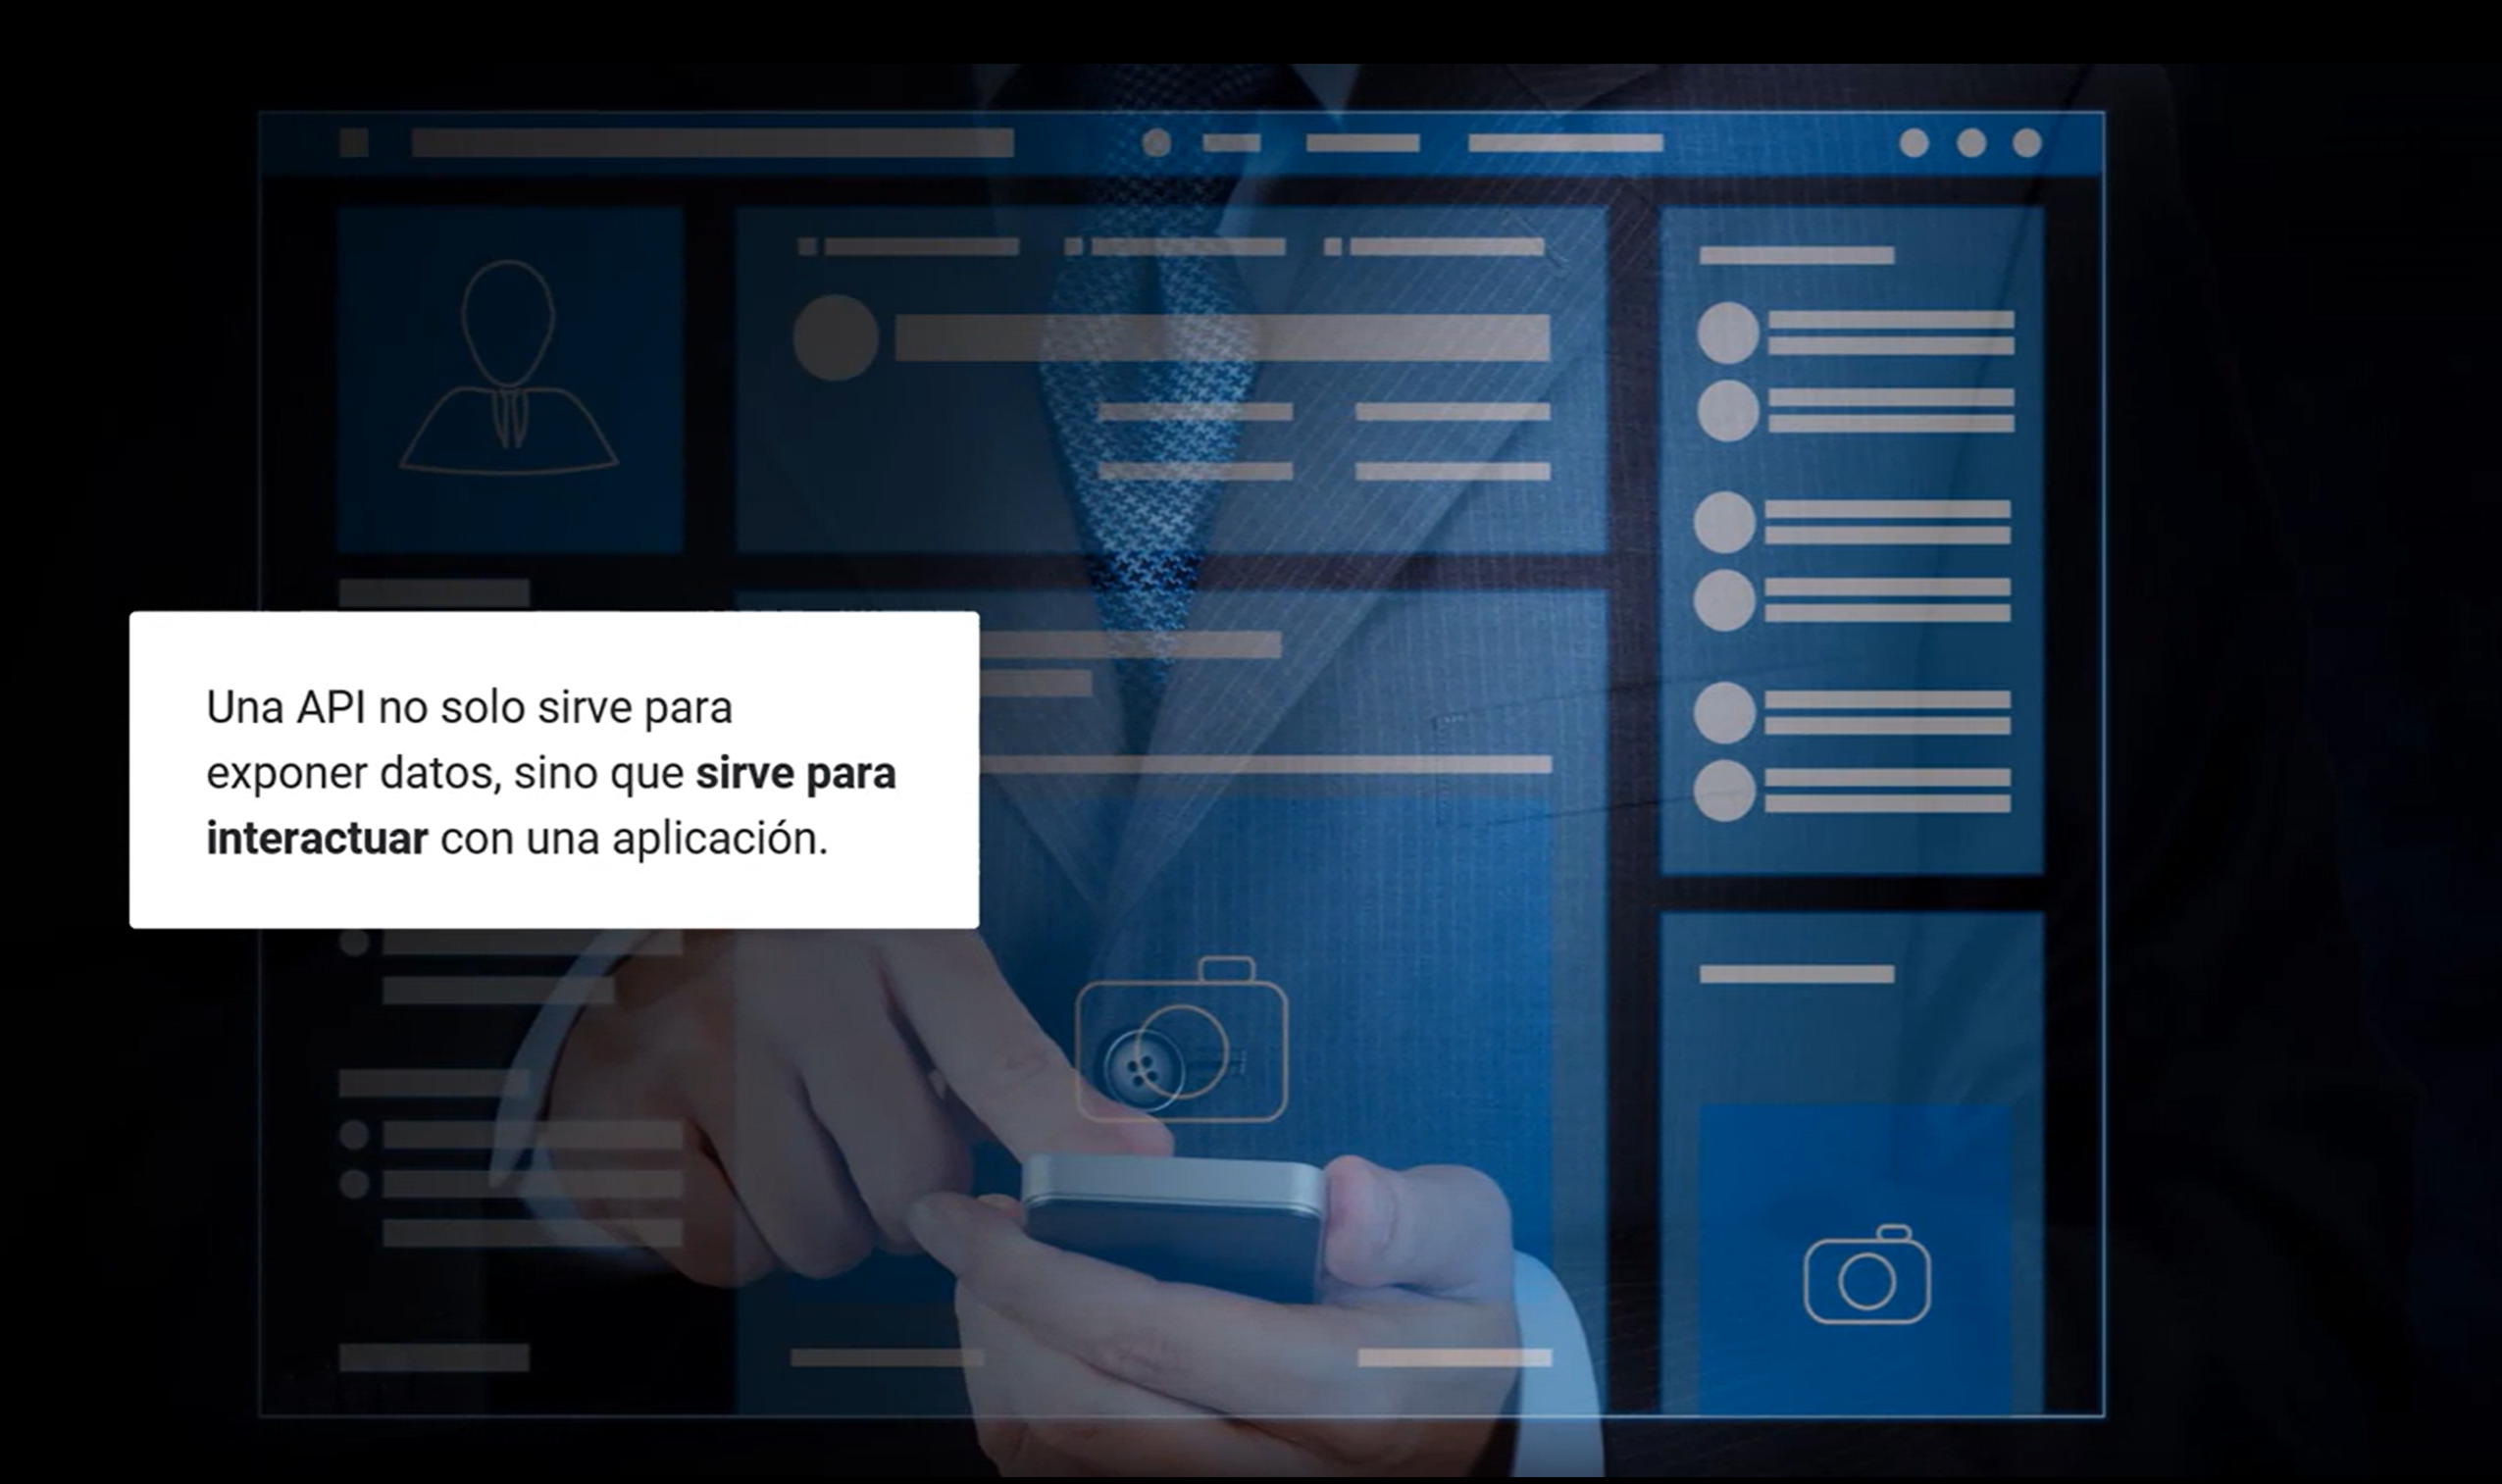 Una API no solo sirve para
exponer datos, sino que sirve para
interactuar con una aplicación.